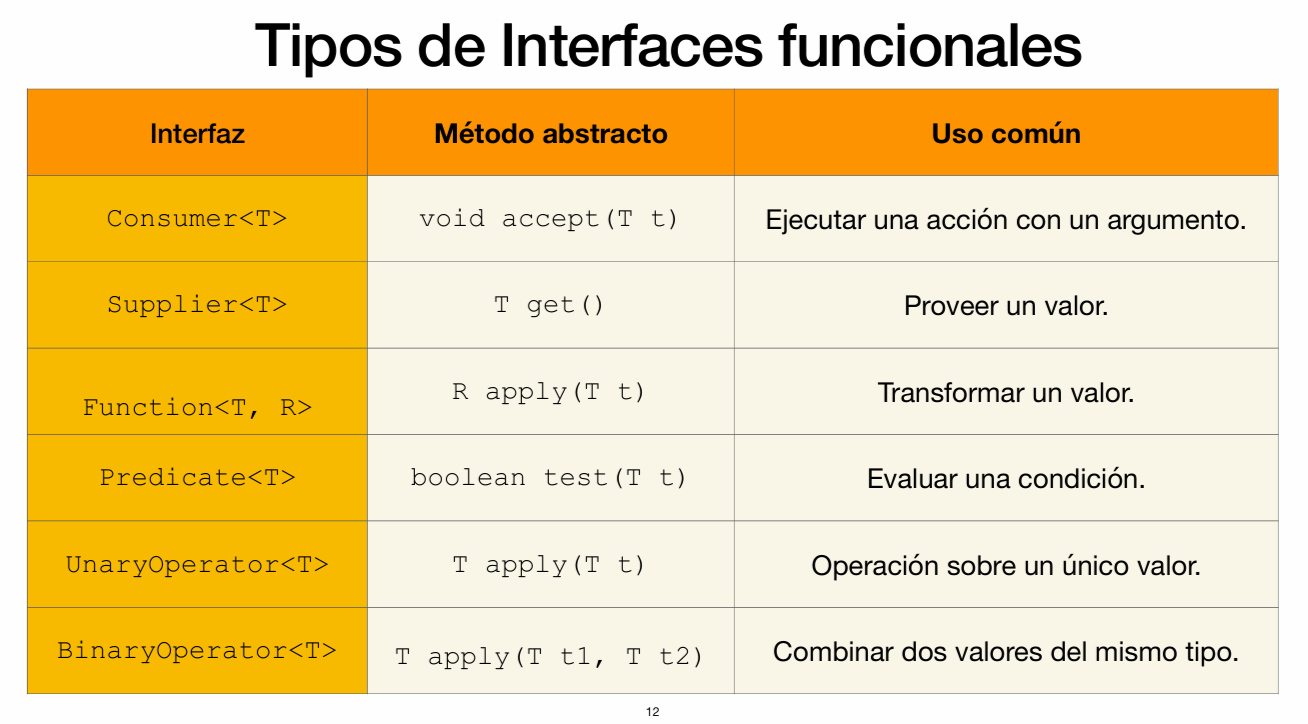 Tipos de Interfaces funcionales
Interfaz Método abstracto Uso común
Consumer<T> void accept(T t) Ejecutar una acción con un argumento.
Supplier<T> T get() Proveer un valor.
Function<T, R> R apply(T t) Transformar un valor.
Predicate<T> boolean test(T t) Evaluar una condición.
UnaryOperator<T> T apply(T t) Operación sobre un único valor.
BinaryOperator<T> T apply(T t1, T t2) Combinar dos valores del mismo tipo.
12